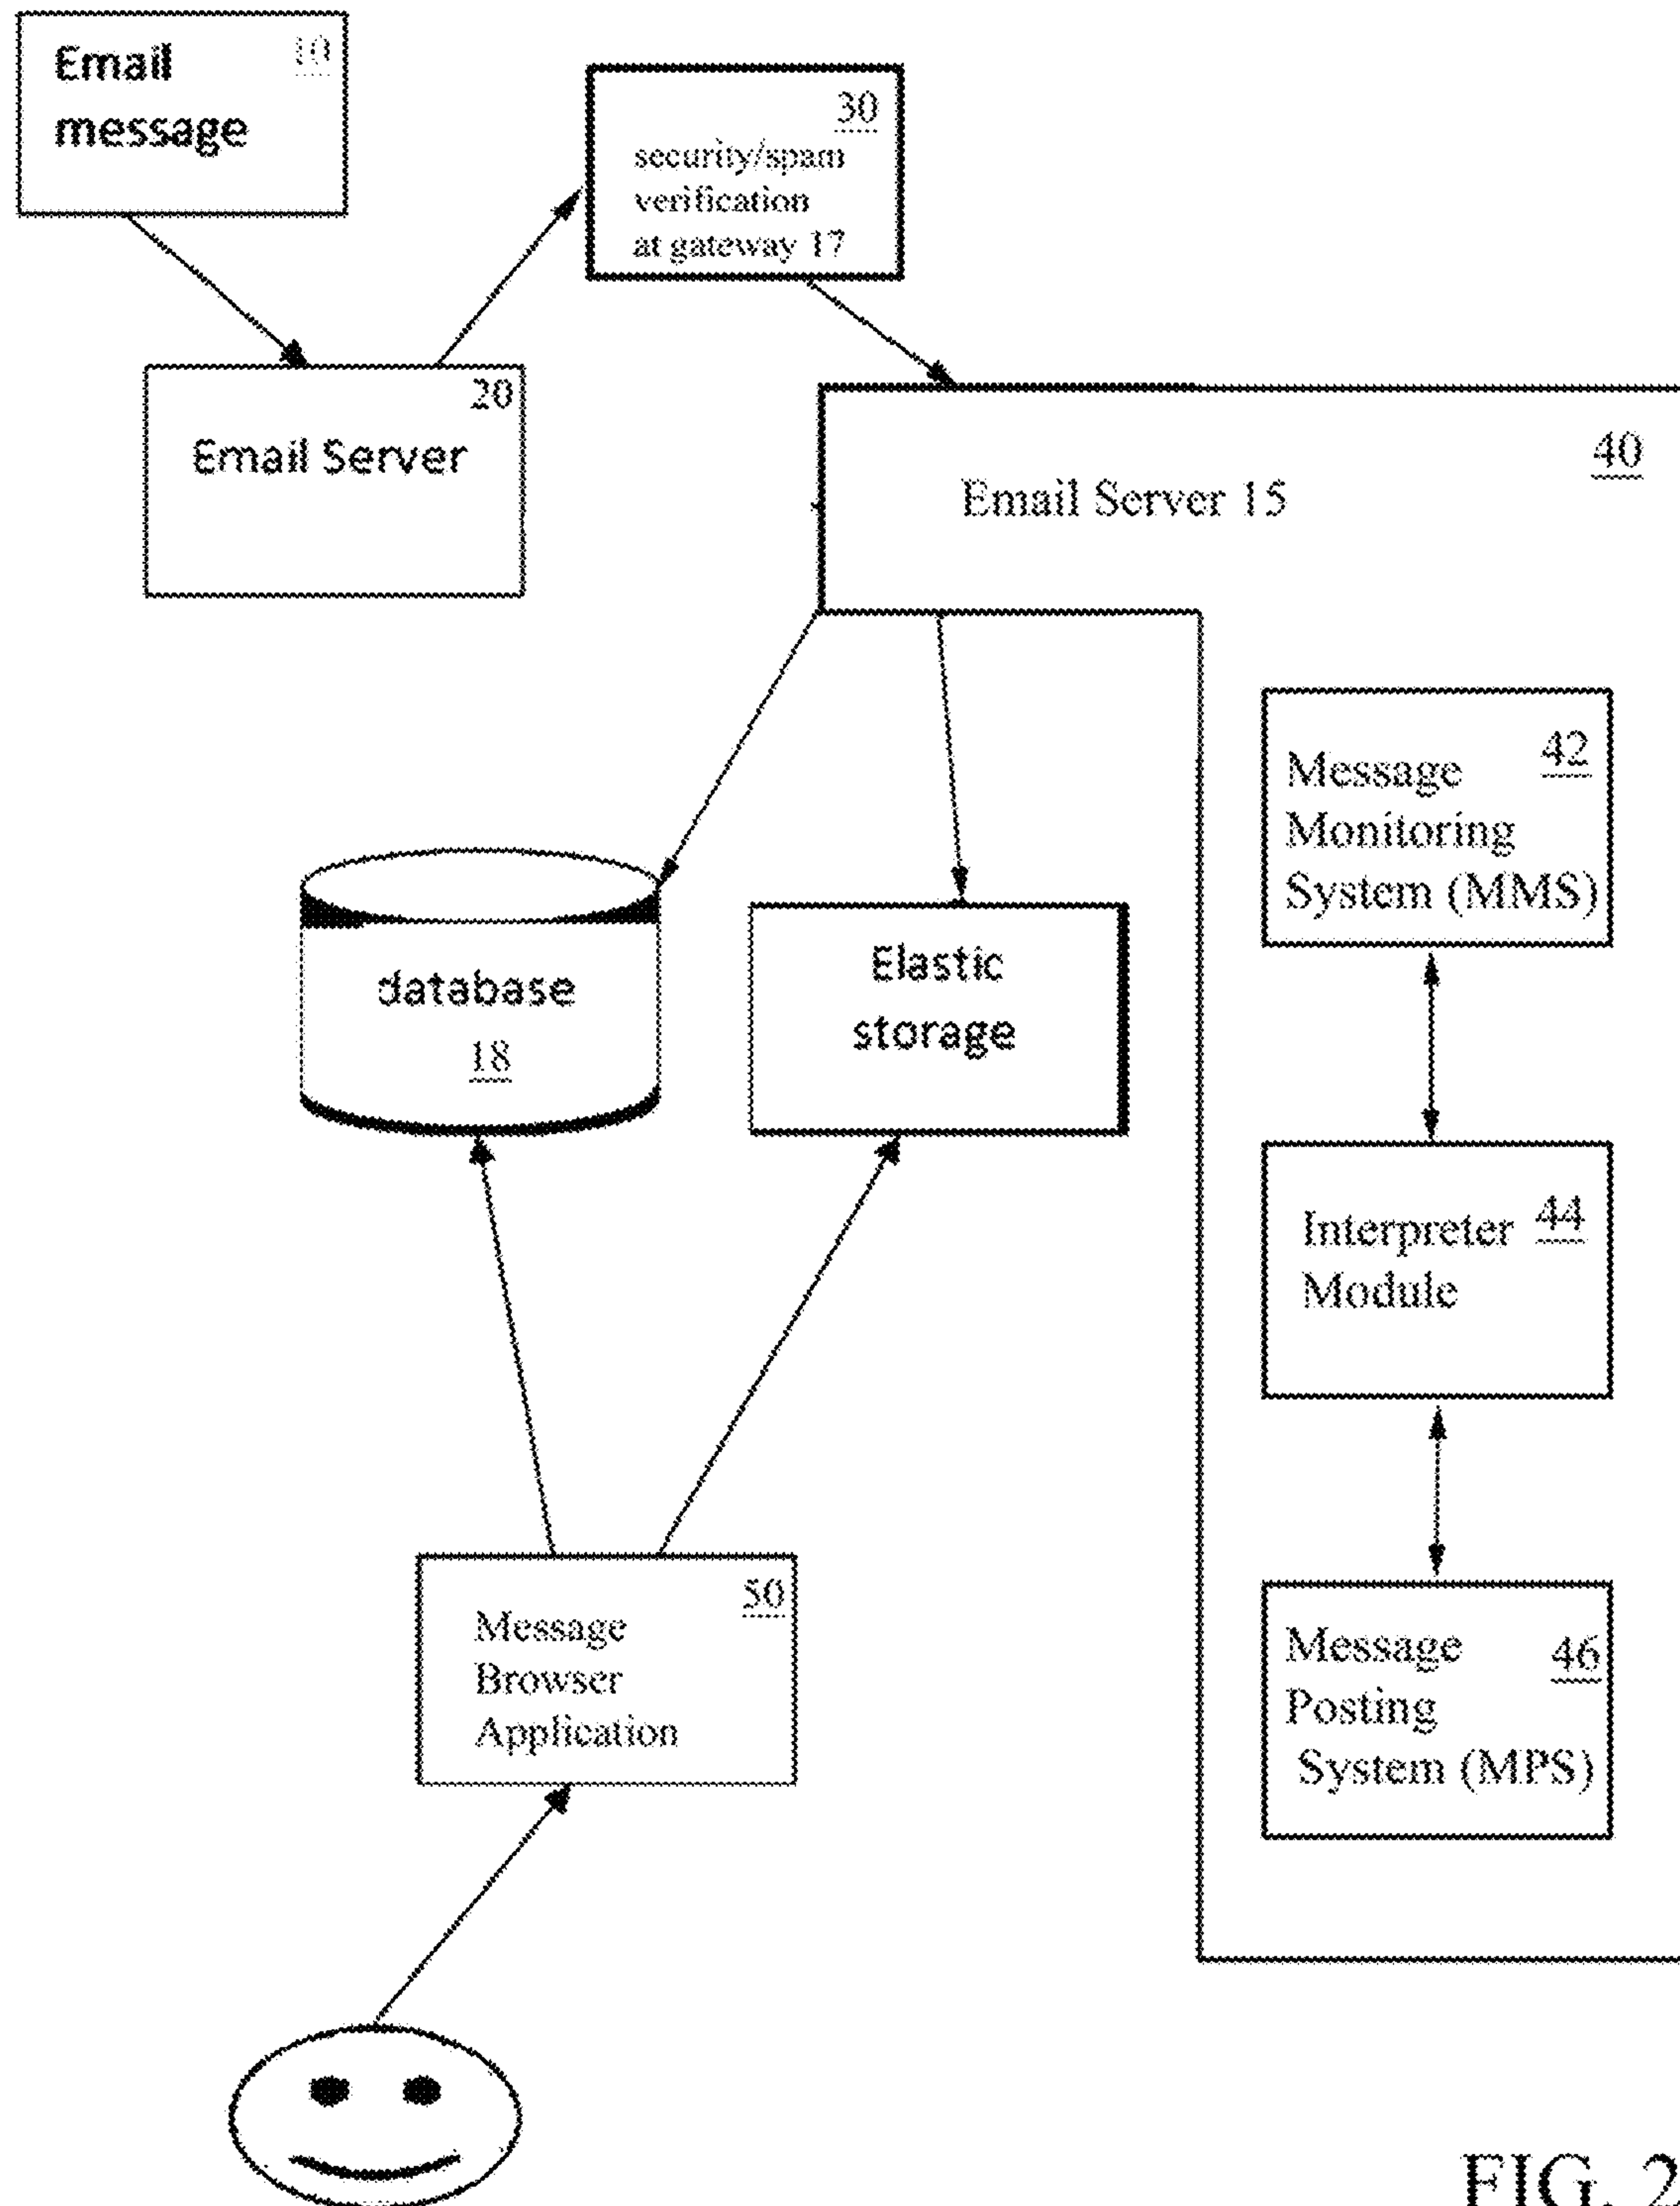 Email 10
message
30
security/spam
verification
at gateway 17
20
Email Server
40
Email Server 15
42
Message
Monitoring
System (MMS)
database
18
Elastic
storage
44
Interpreter
Module
50
Message
Browser
Application
46
Message
Posting
System (MPS)
FIG. 2